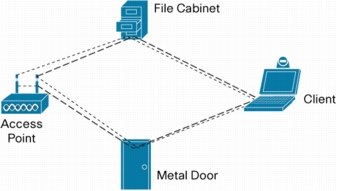 File Cabinet
Client
Access
Point
Metal Door